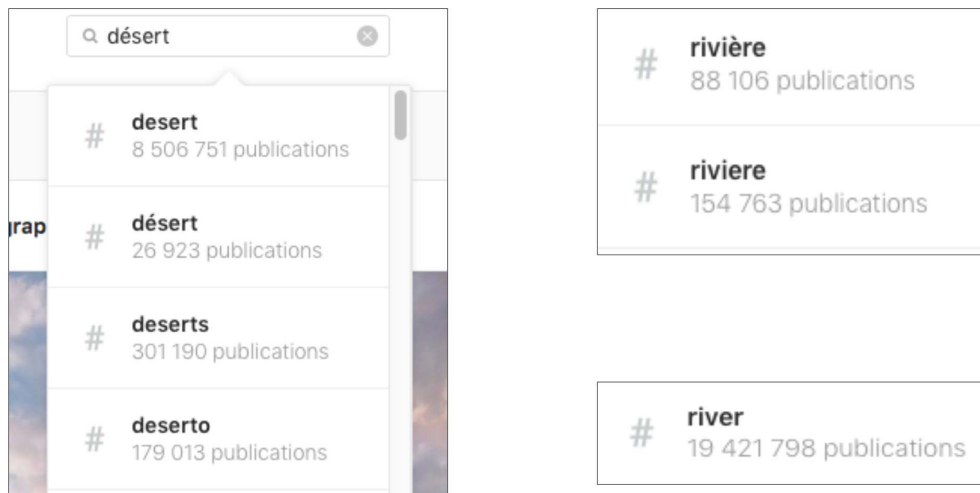 désert
# desert
8 506 751 publications
# désert
26 923 publications
# deserts
301 190 publications
# deserto
179 013 publications
# rivière
88 106 publications
# riviere
154 763 publications
# river
19 421 798 publications